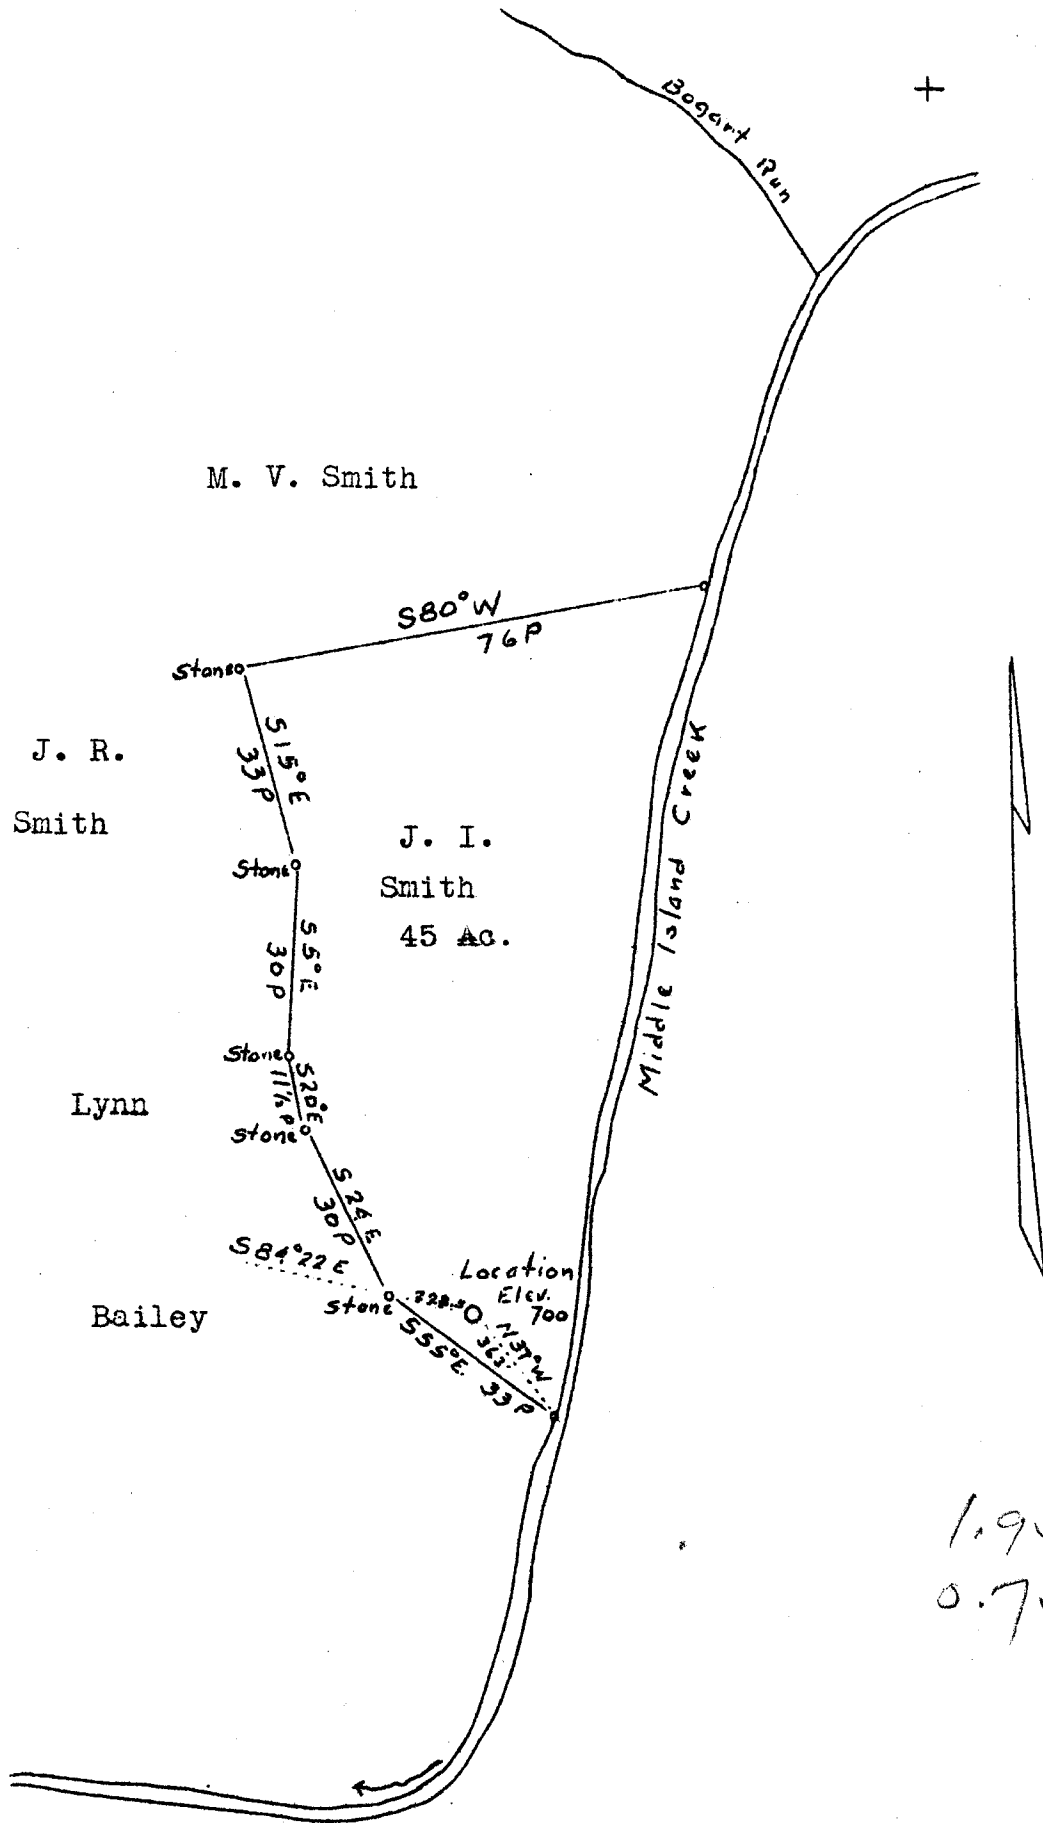 Bogart Run
M. V. Smith
S80°W
76P
Stone
J. R.
Smith
S15°E
33P
J. I.
Smith
45 Ac.
Stone
S5°E
30P
Middle Island Creek
Stone
S20°E
11½P
Lynn
Stone
S24E
30P
S84°22E
Location
Elev.
700
Stone
Bailey
N37°W
363'
S55°E
33P